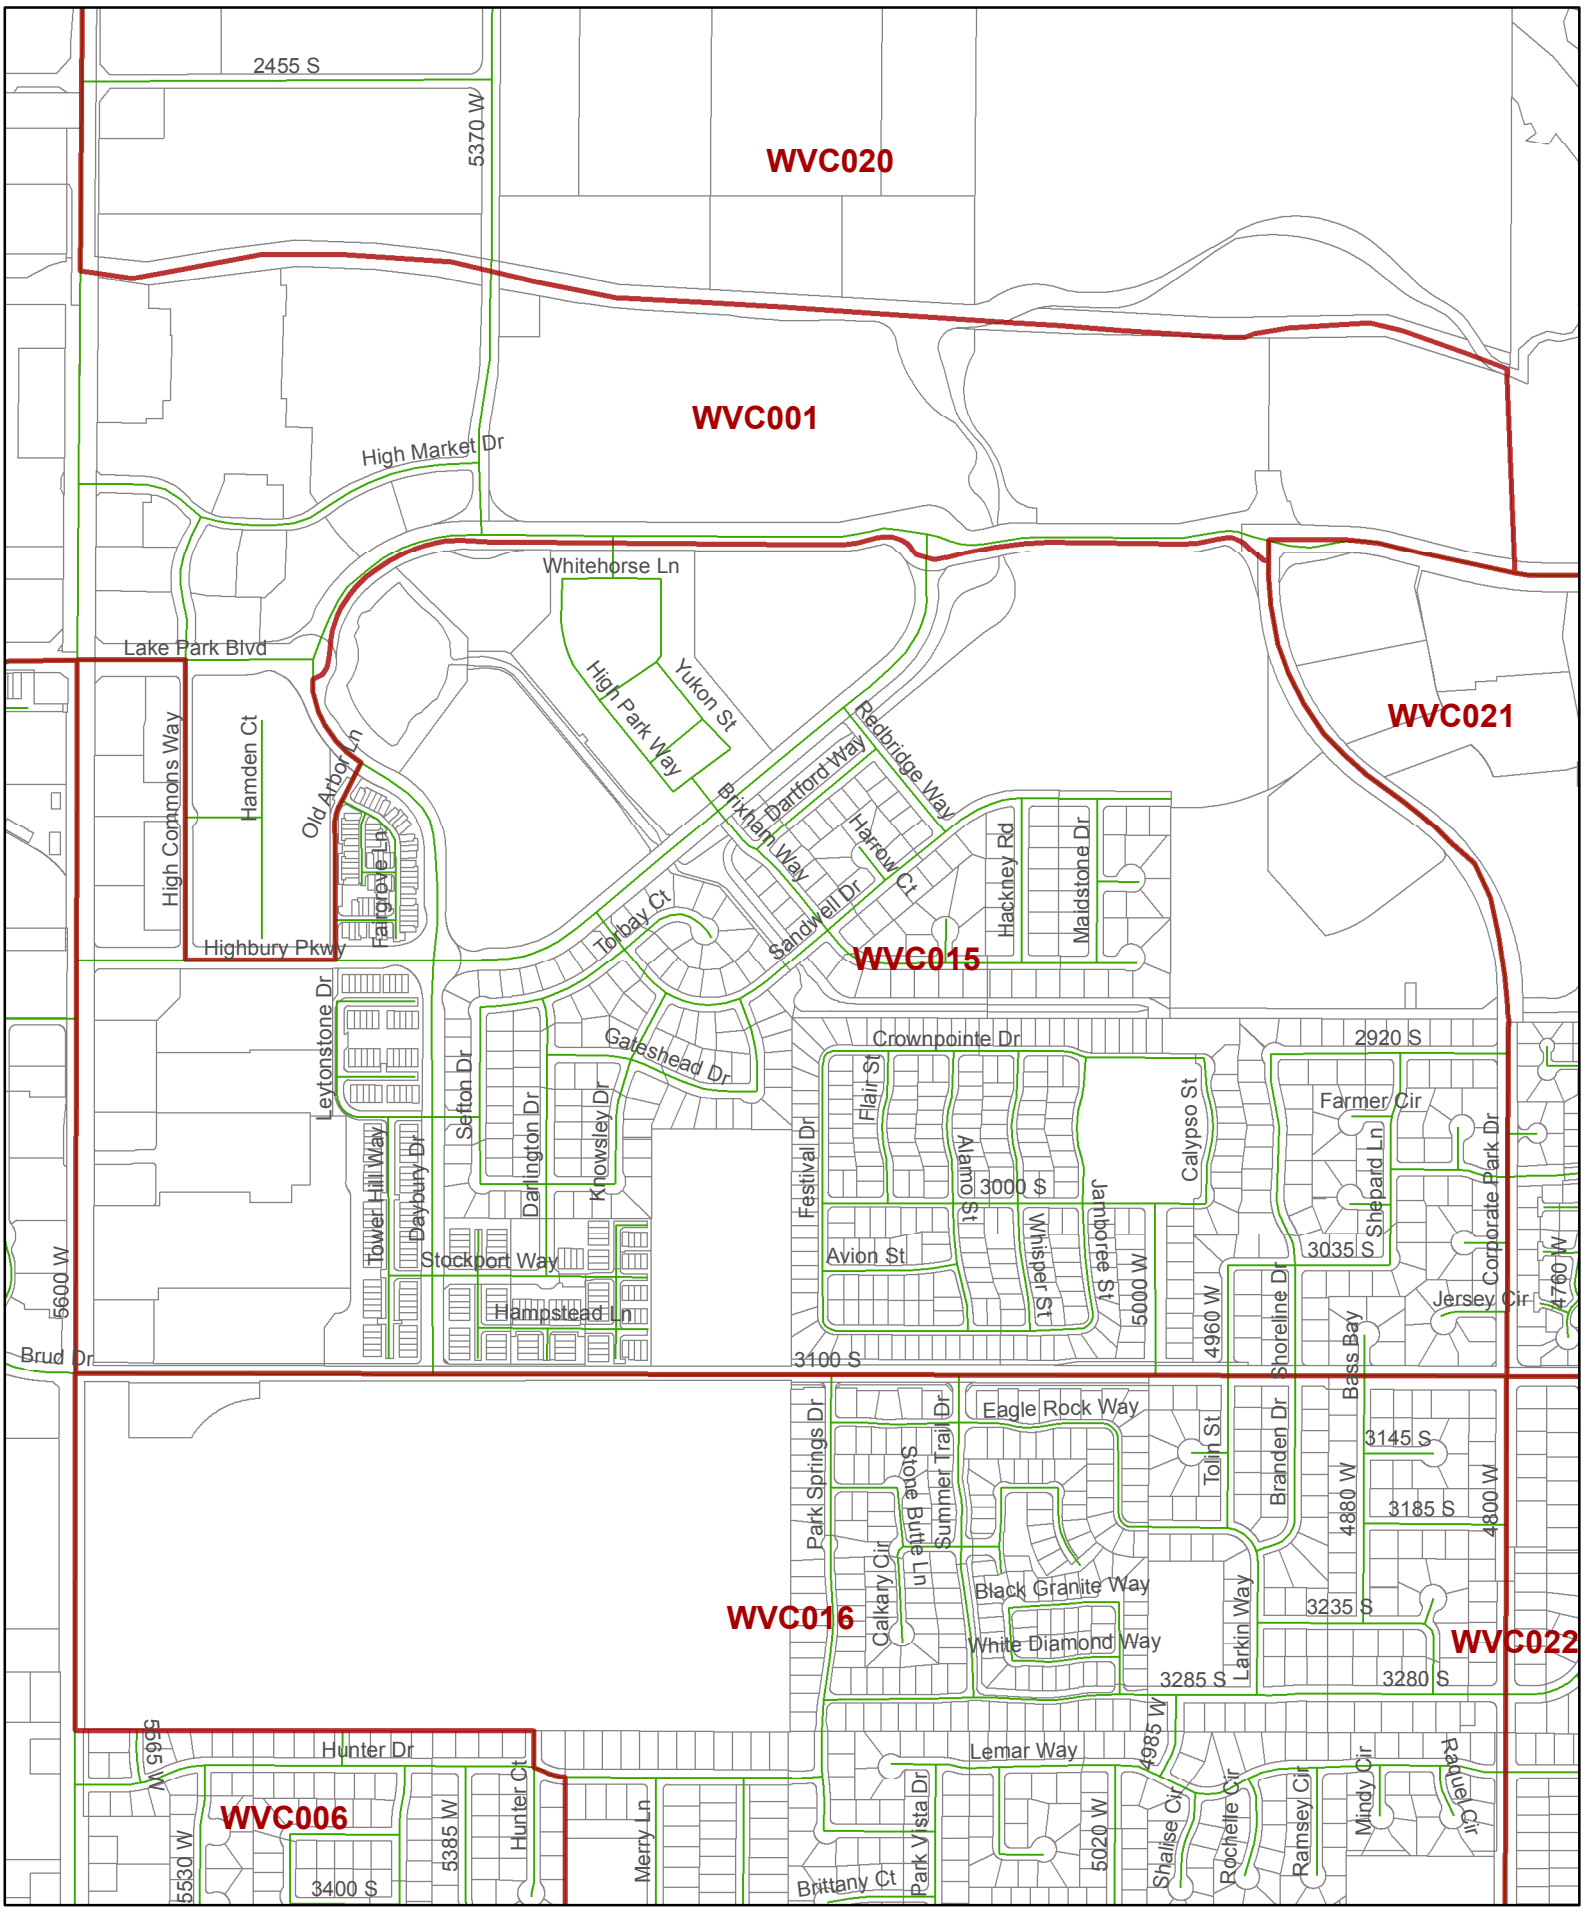 2455 S
5370 W
WVC020
WVC001
High Market Dr
Whitehorse Ln
Lake Park Blvd
High Park Way
Yukon St
WVC021
High Commons Way
Hamden Ct
Old Arbor Ln
Redbridge Way
Dartford Way
Brixham Way
Harrow Ct
Hackney Rd
Maidstone Dr
Fairgrove Ln
Torbay Ct
Sandwell Dr
Highbury Pkwy
WVC015
Leytonstone Dr
Gateshead Dr
Crownpointe Dr
2920 S
Sefton Dr
Darlington Dr
Knowsley Dr
Flair St
Calypso St
Farmer Cir
Festival Dr
Alamo St
3000 S
Shepard Ln
Corporate Park Dr
Tower Hill Way
Daybury Dr
Stockport Way
Avion St
Whisper St
Jamboree St
5000 W
3035 S
4760 W
5600 W
Hampstead Ln
4960 W
Shoreline Dr
Bass Bay
Jersey Cir
Brud Dr
3100 S
Park Springs Dr
Summer Trail Dr
Eagle Rock Way
Tolin St
Branden Dr
3145 S
Stone Butte Ln
4880 W
3185 S
4800 W
Calkary Cir
Black Granite Way
WVC016
White Diamond Way
Larkin Way
3235 S
WVC022
3285 S
3280 S
5565 W
Hunter Dr
Lemar Way
4985 W
WVC006
5330 W
3400 S
5385 W
Hunter Ct
Merry Ln
Brittany Ct
Park Vista Dr
5020 W
Shalise Cir
Rochelle Cir
Ramsey Cir
Mindy Cir
Raquel Cir